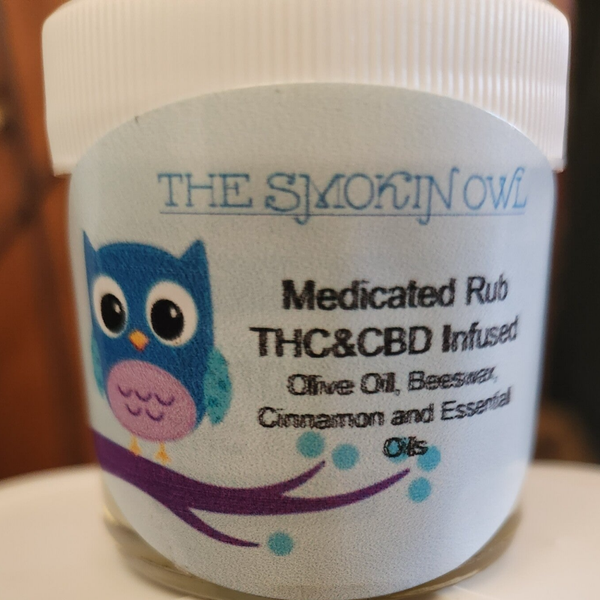 THE SMOKIN OWL
Medicated Rub
THC&CBD Infused
Olive Oil, Beeswax,
Cinnamon and Essential
Oils